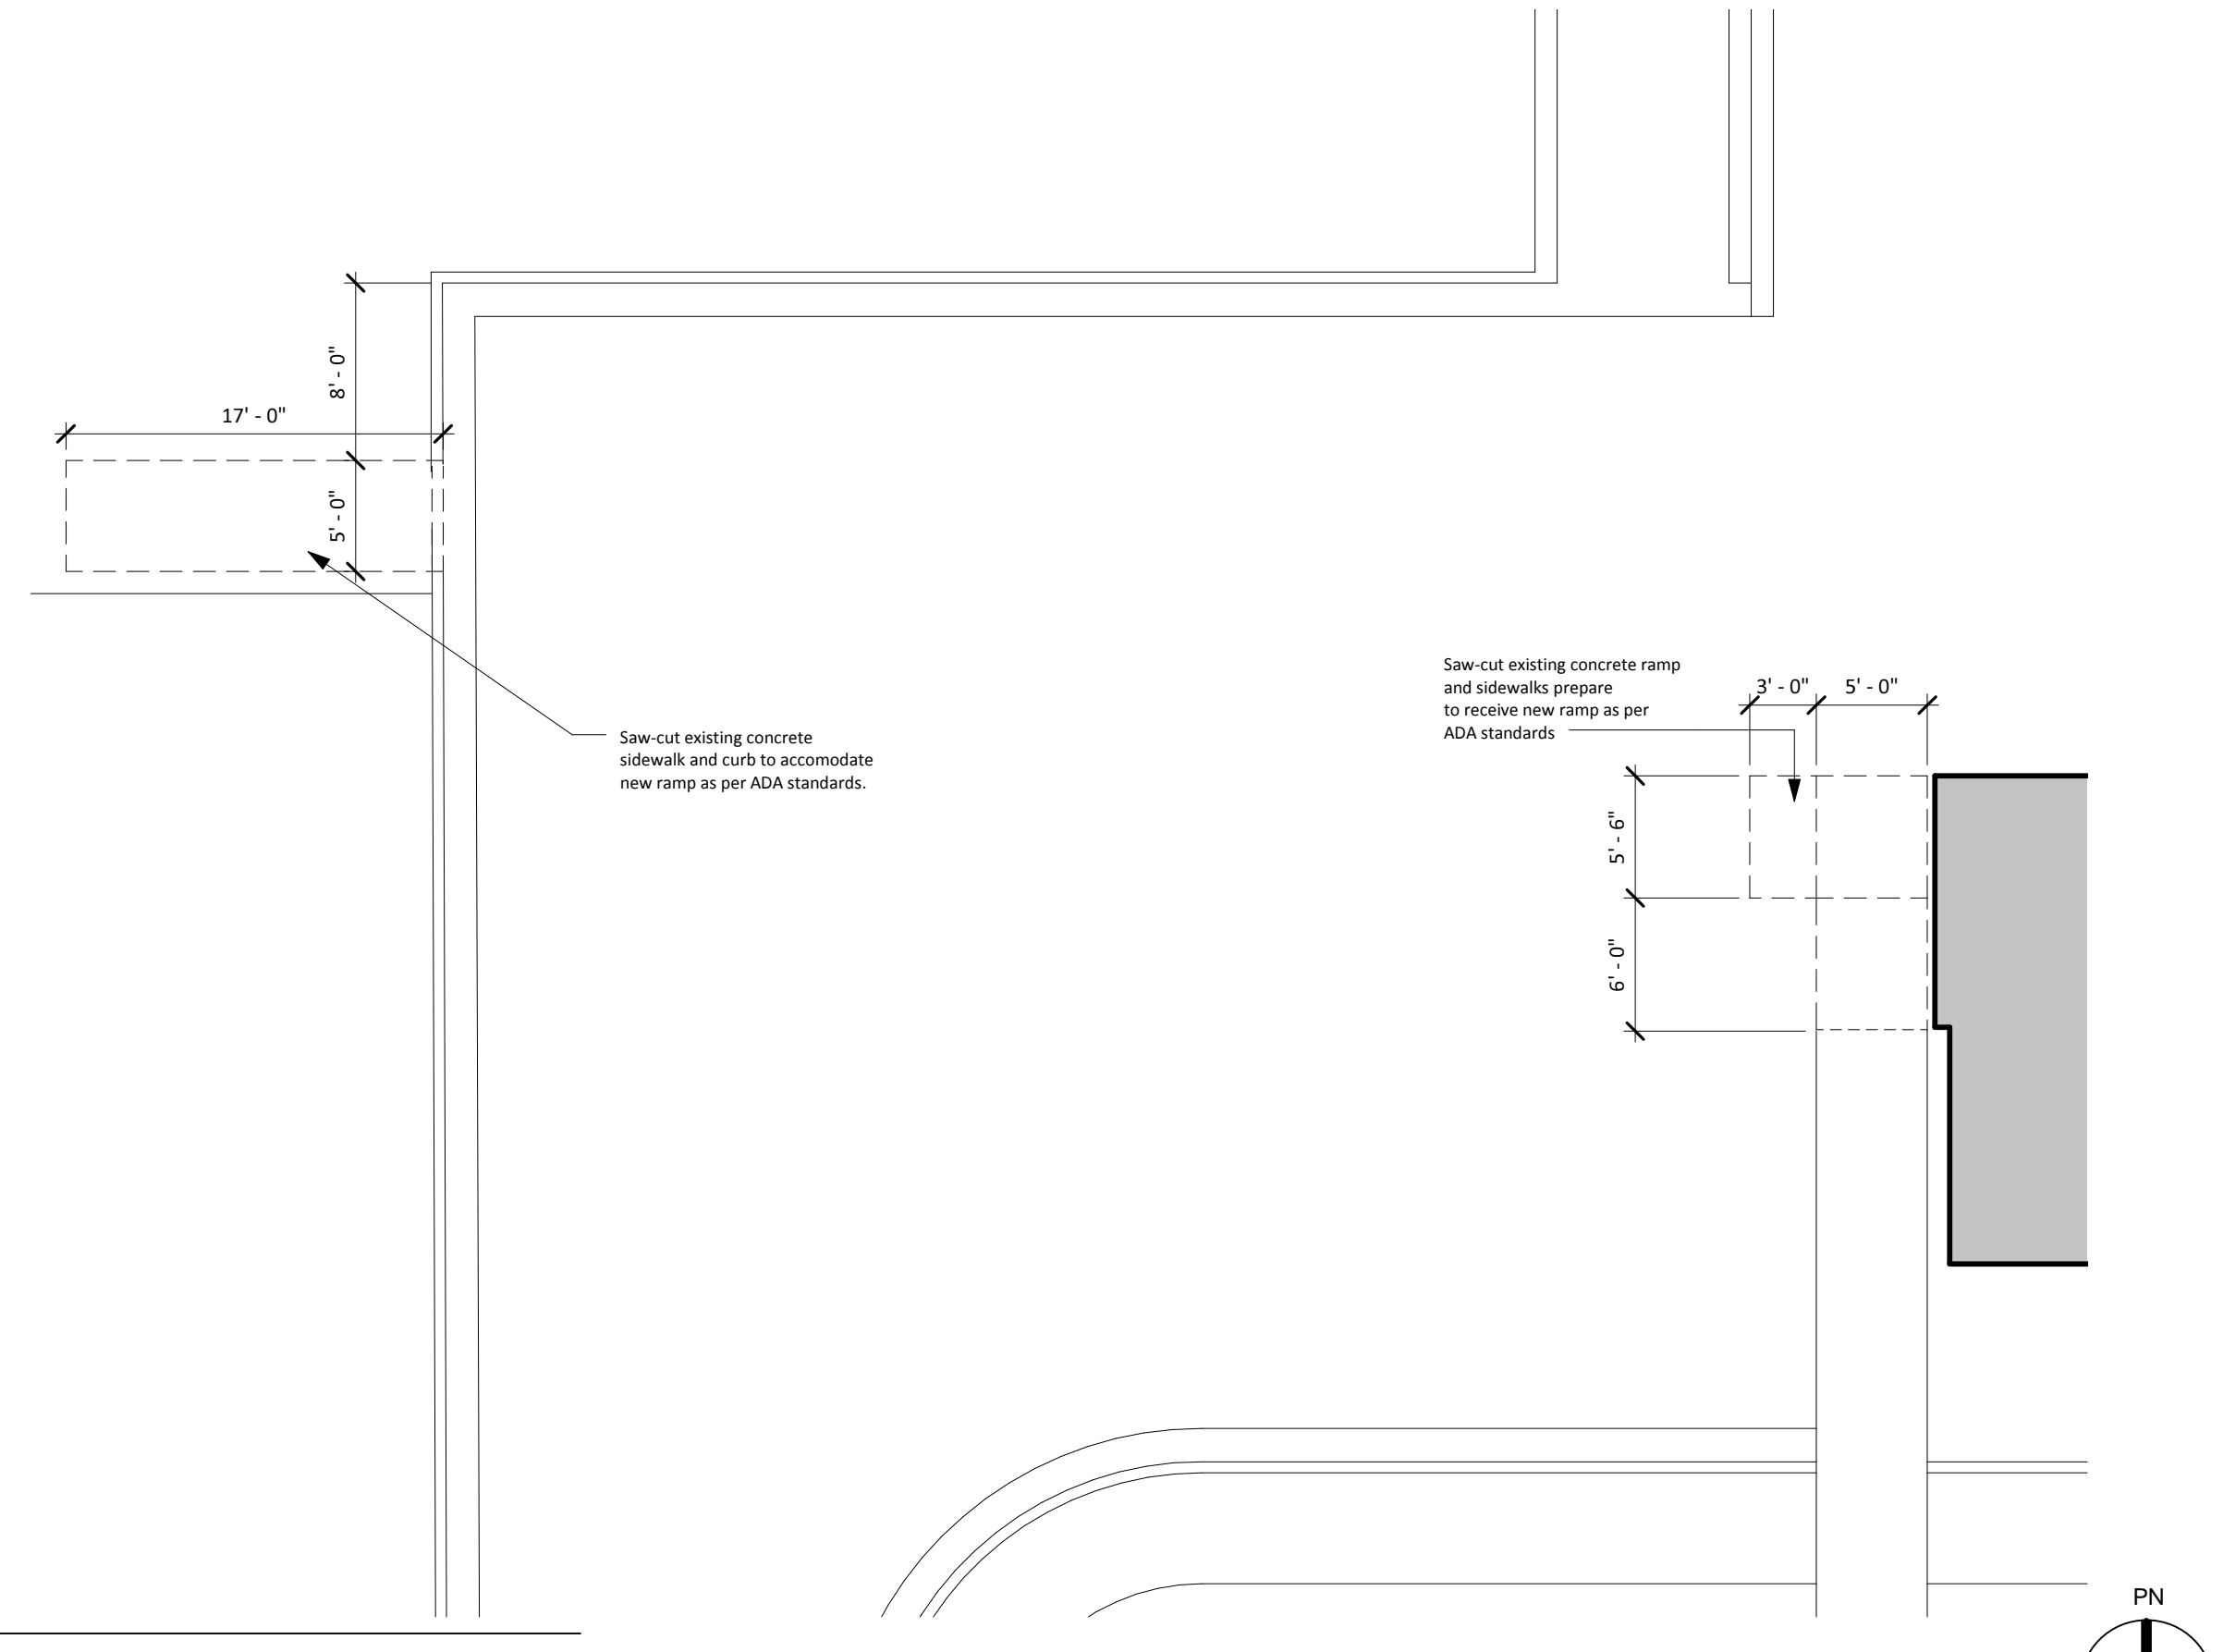 8' - 0"
17' - 0"
5' - 0"
Saw-cut existing concrete
sidewalk and curb to accomodate
new ramp as per ADA standards.
Saw-cut existing concrete ramp
and sidewalks prepare
to receive new ramp as per
ADA standards
3' - 0"
5' - 0"
5' - 6"
6' - 0"
PN